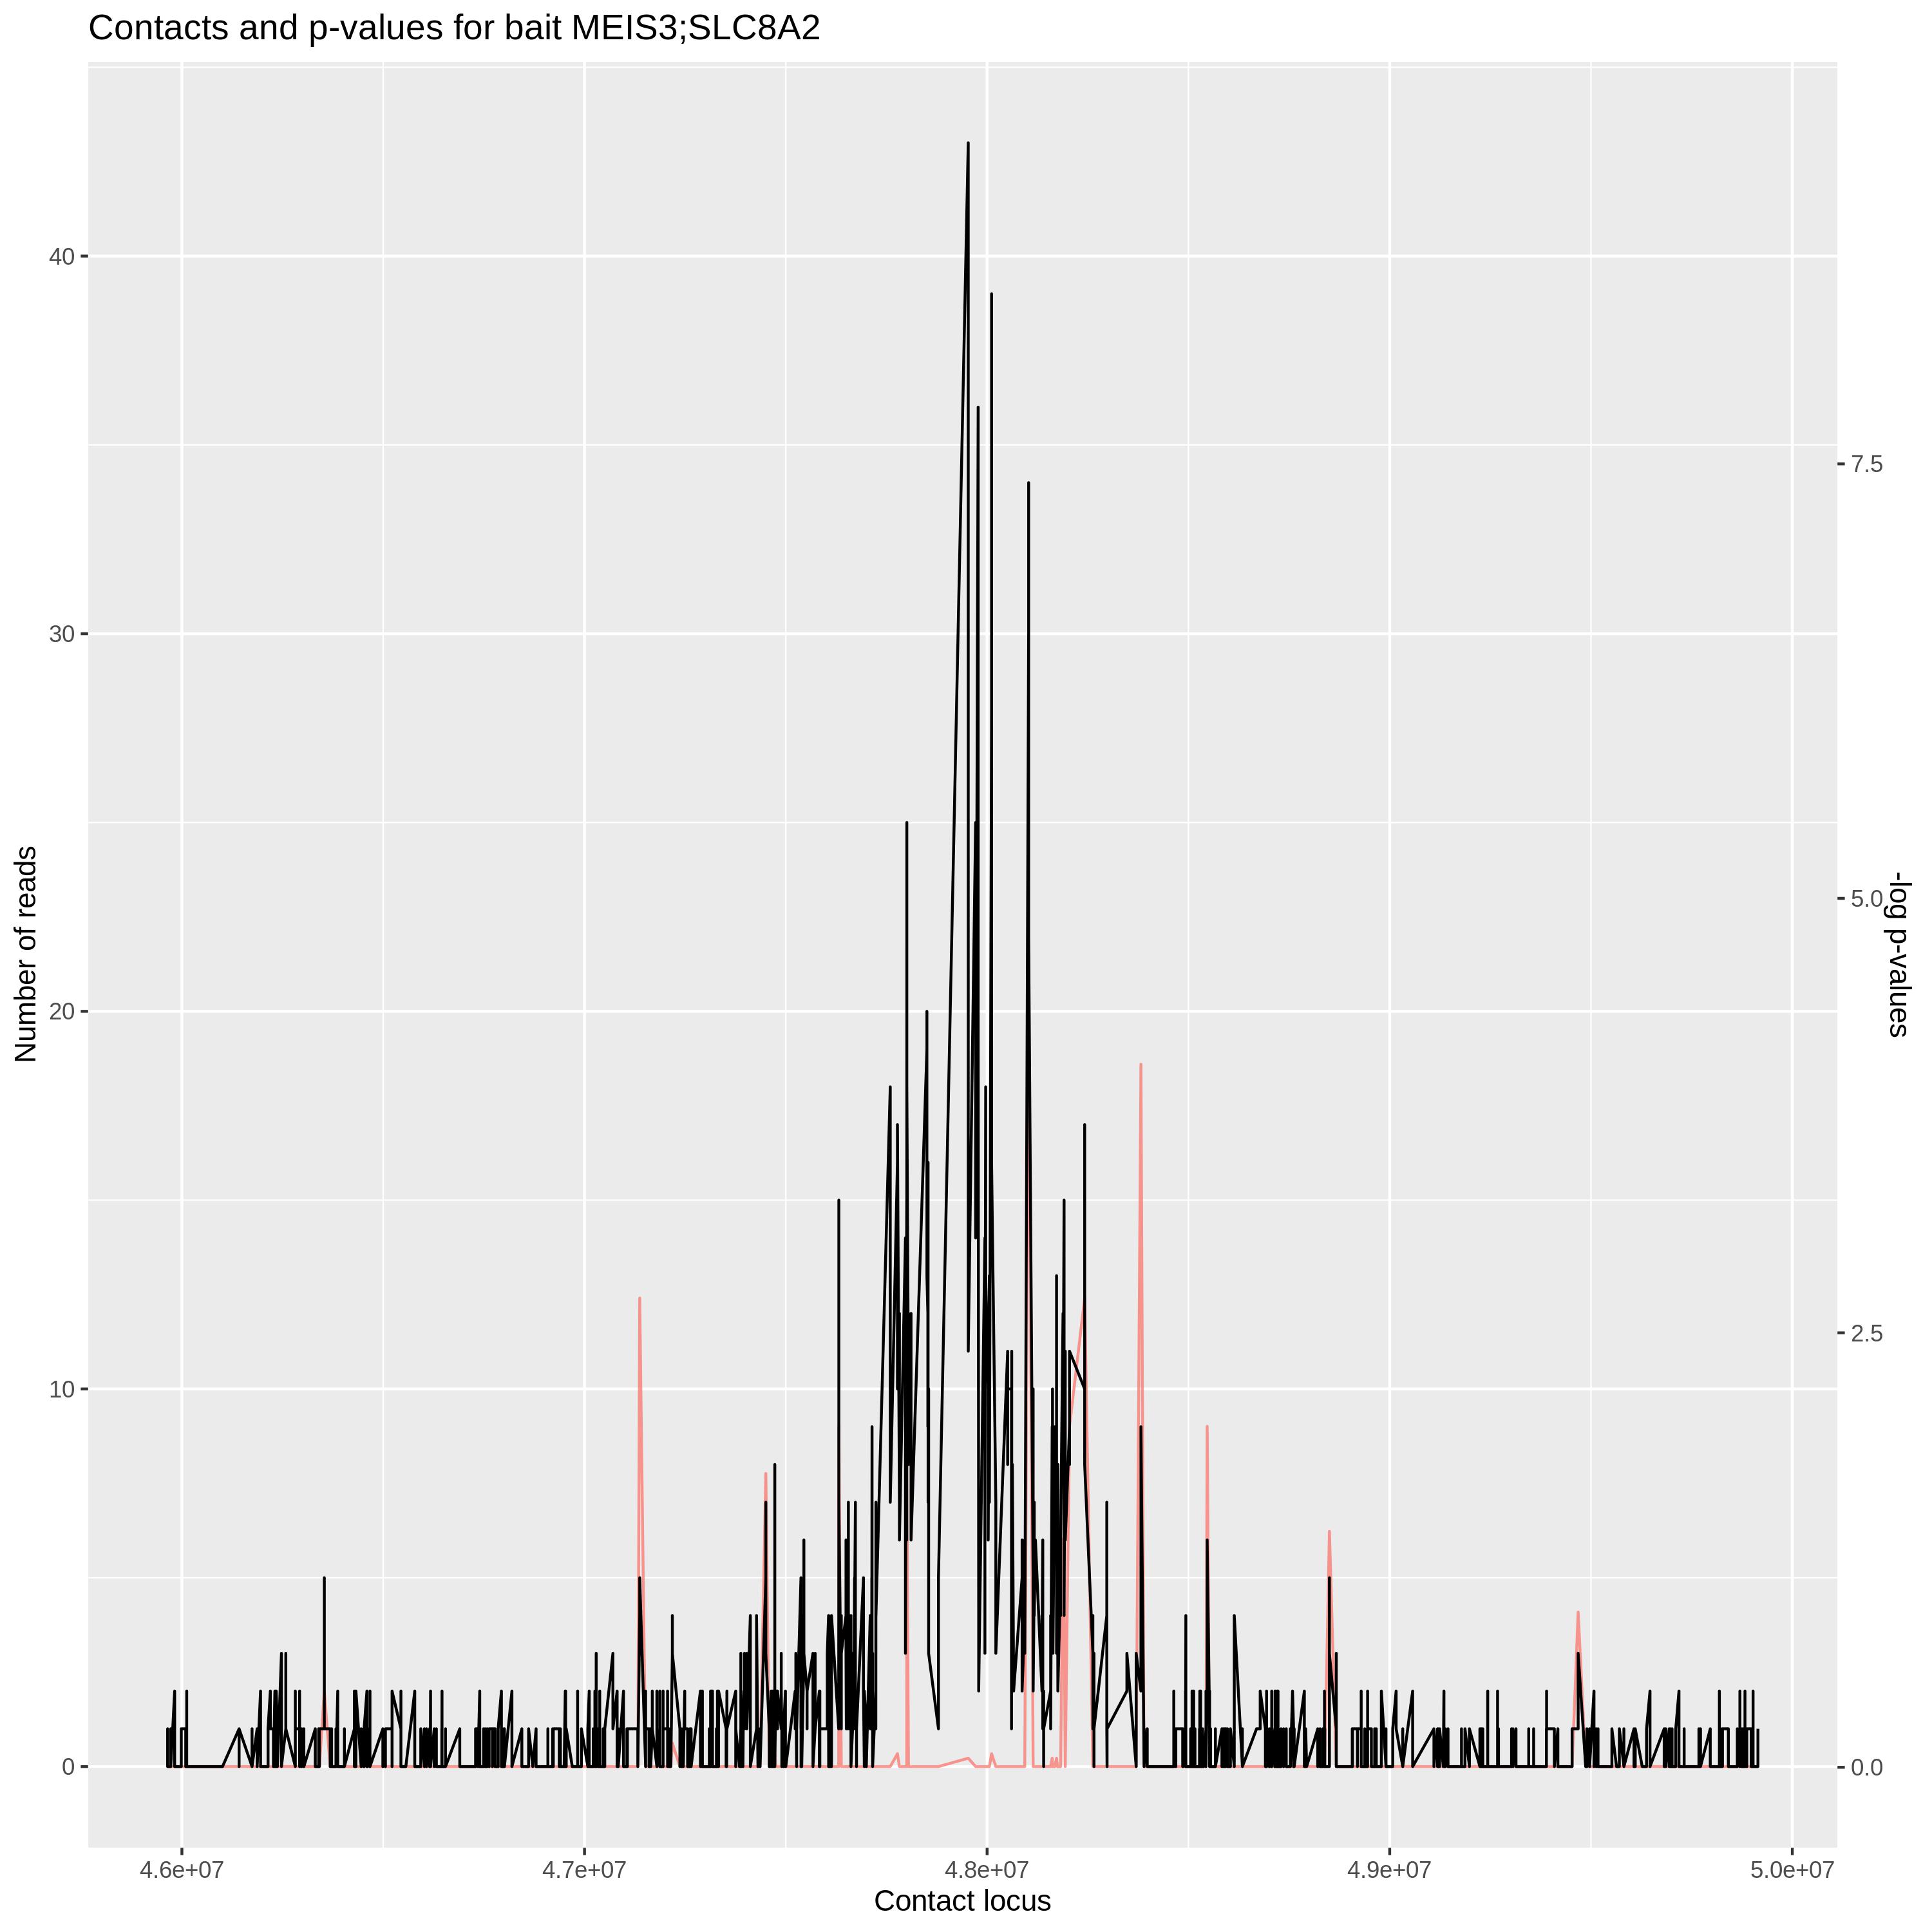 Contacts and p-values for bait MEIS3;SLC8A2
40
30
20
10
0
Number of reads
7.5
5.0
2.5
0.0
-log p-values
4.6e+07
4.7e+07
4.8e+07
4.9e+07
5.0e+07
Contact locus